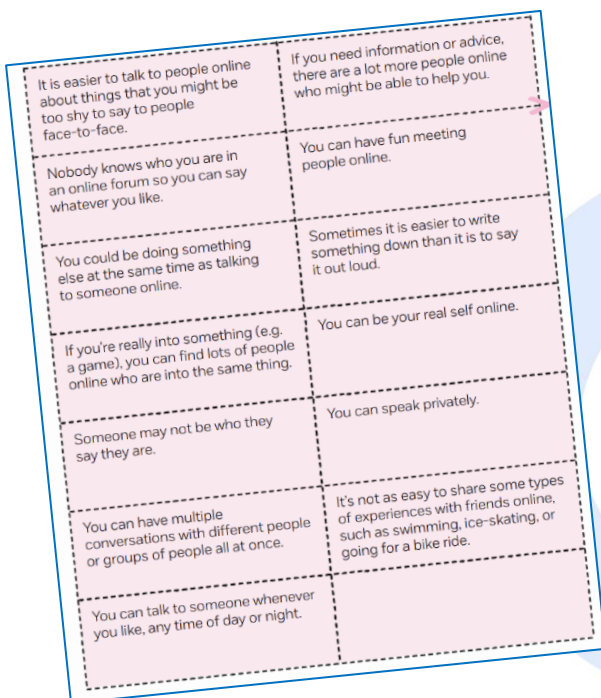 It is easier to talk to people online
about things that you might be
too shy to say to people
face-to-face.
If you need information or advice,
there are a lot more people online
who might be able to help you.
Nobody knows who you are in
an online forum so you can say
whatever you like.
You can have fun meeting
people online.
You could be doing something
else at the same time as talking
to someone online.
Sometimes it is easier to write
something down than it is to say
it out loud.
If you're really into something (e.g.
a game), you can find lots of people
online who are into the same thing.
You can be your real self online.
Someone may not be who they
say they are.
You can speak privately.
You can have multiple
conversations with different people
or groups of people all at once.
It's not as easy to share some types
of experiences with friends online,
such as swimming, ice-skating, or
going for a bike ride.
You can talk to someone whenever
you like, any time of day or night.